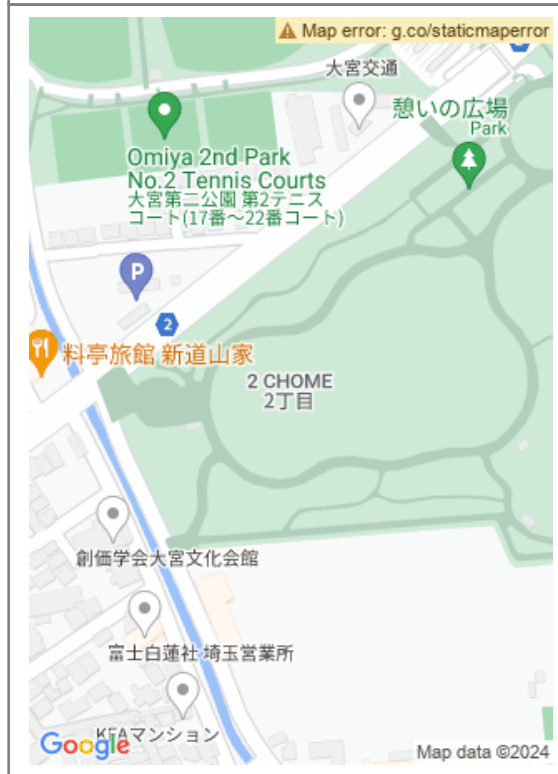 Map error: g.co/staticmaperror
大宮交通
憩いの広場
Park
Omiya 2nd Park
No.2 Tennis Courts
大宮第二公園 第2テニス
コート(17番〜22番コート)
P
2
料亭旅館 新道山家
2 CHOME
2丁目
創価学会大宮文化会館
富士白蓮社 埼玉営業所
KFAマンション
Google
Map data ©2024